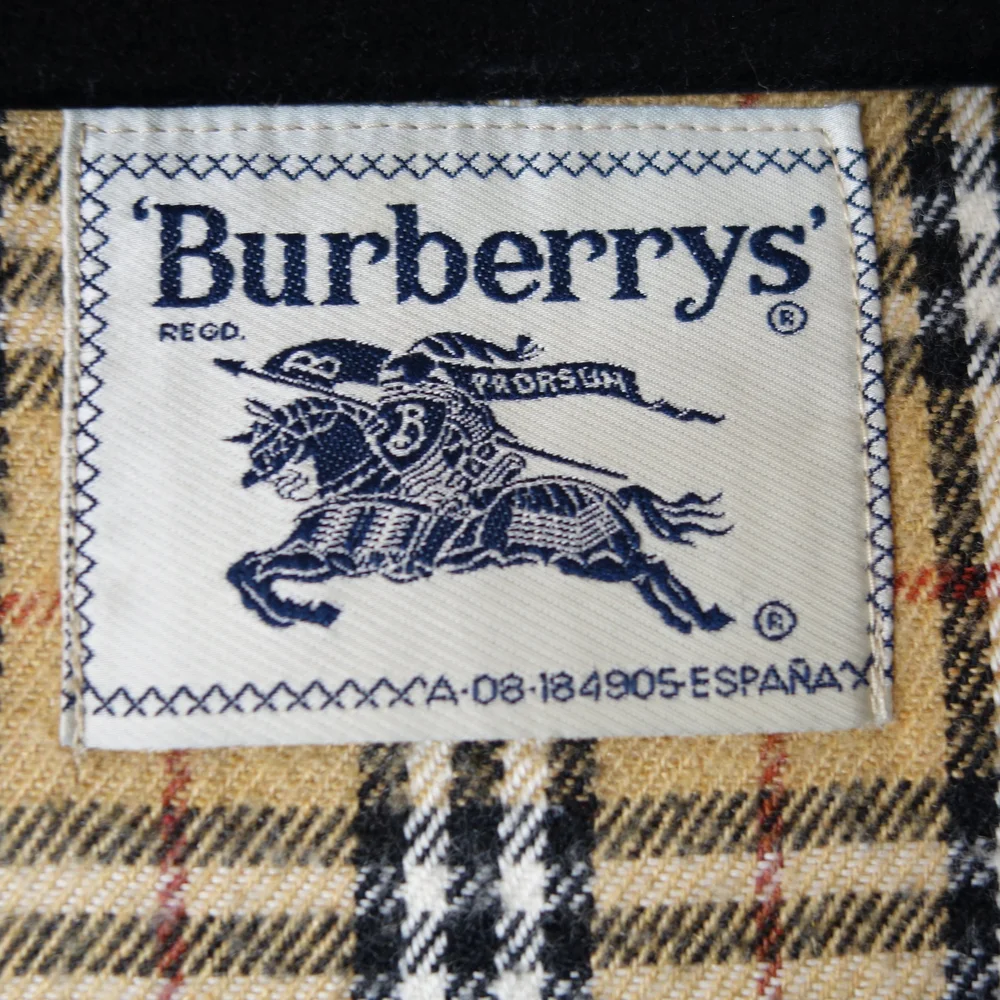 'Burberrys'
REGD. ®
B PRORSUM
B
®
A·08·184905-ESPAÑA